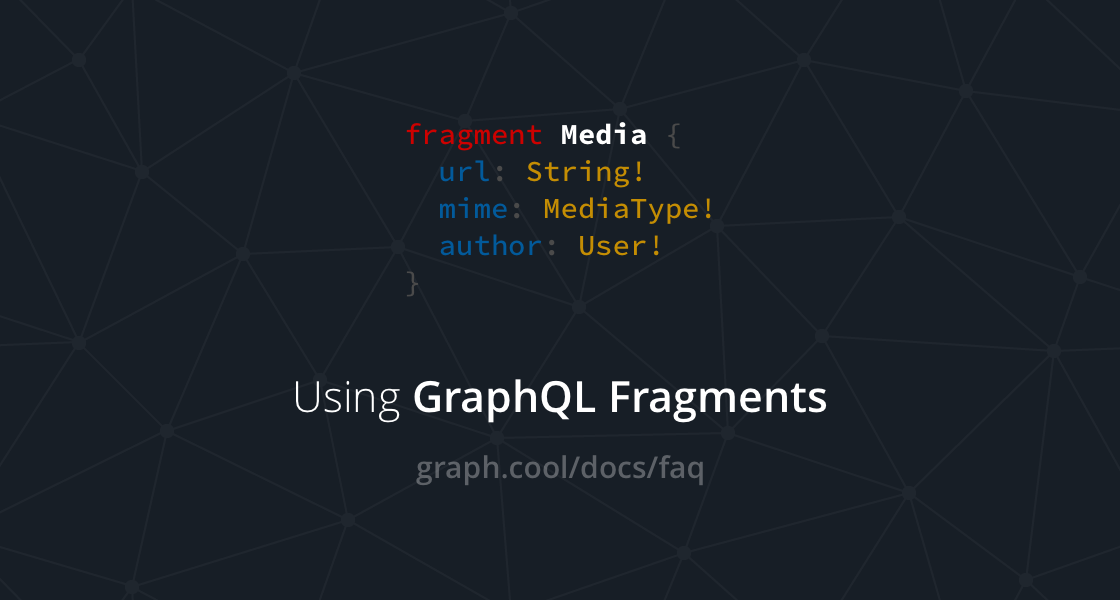 fragment Media {
  url: String!
  mime: MediaType!
  author: User!
}
Using GraphQL Fragments
graph.cool/docs/faq